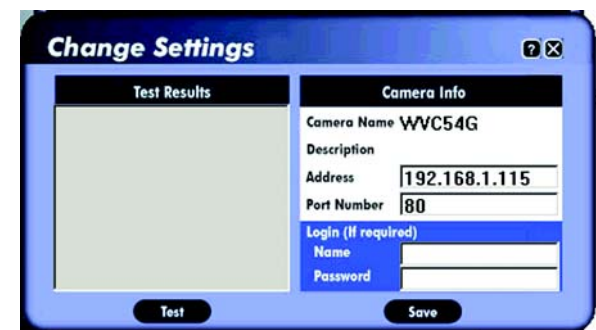 Change Settings
? X
Test Results
Camera Info
Camera Name WVC54G
Description
Address 192.168.1.115
Port Number 80
Login (If required)
Name
Password
Test
Save